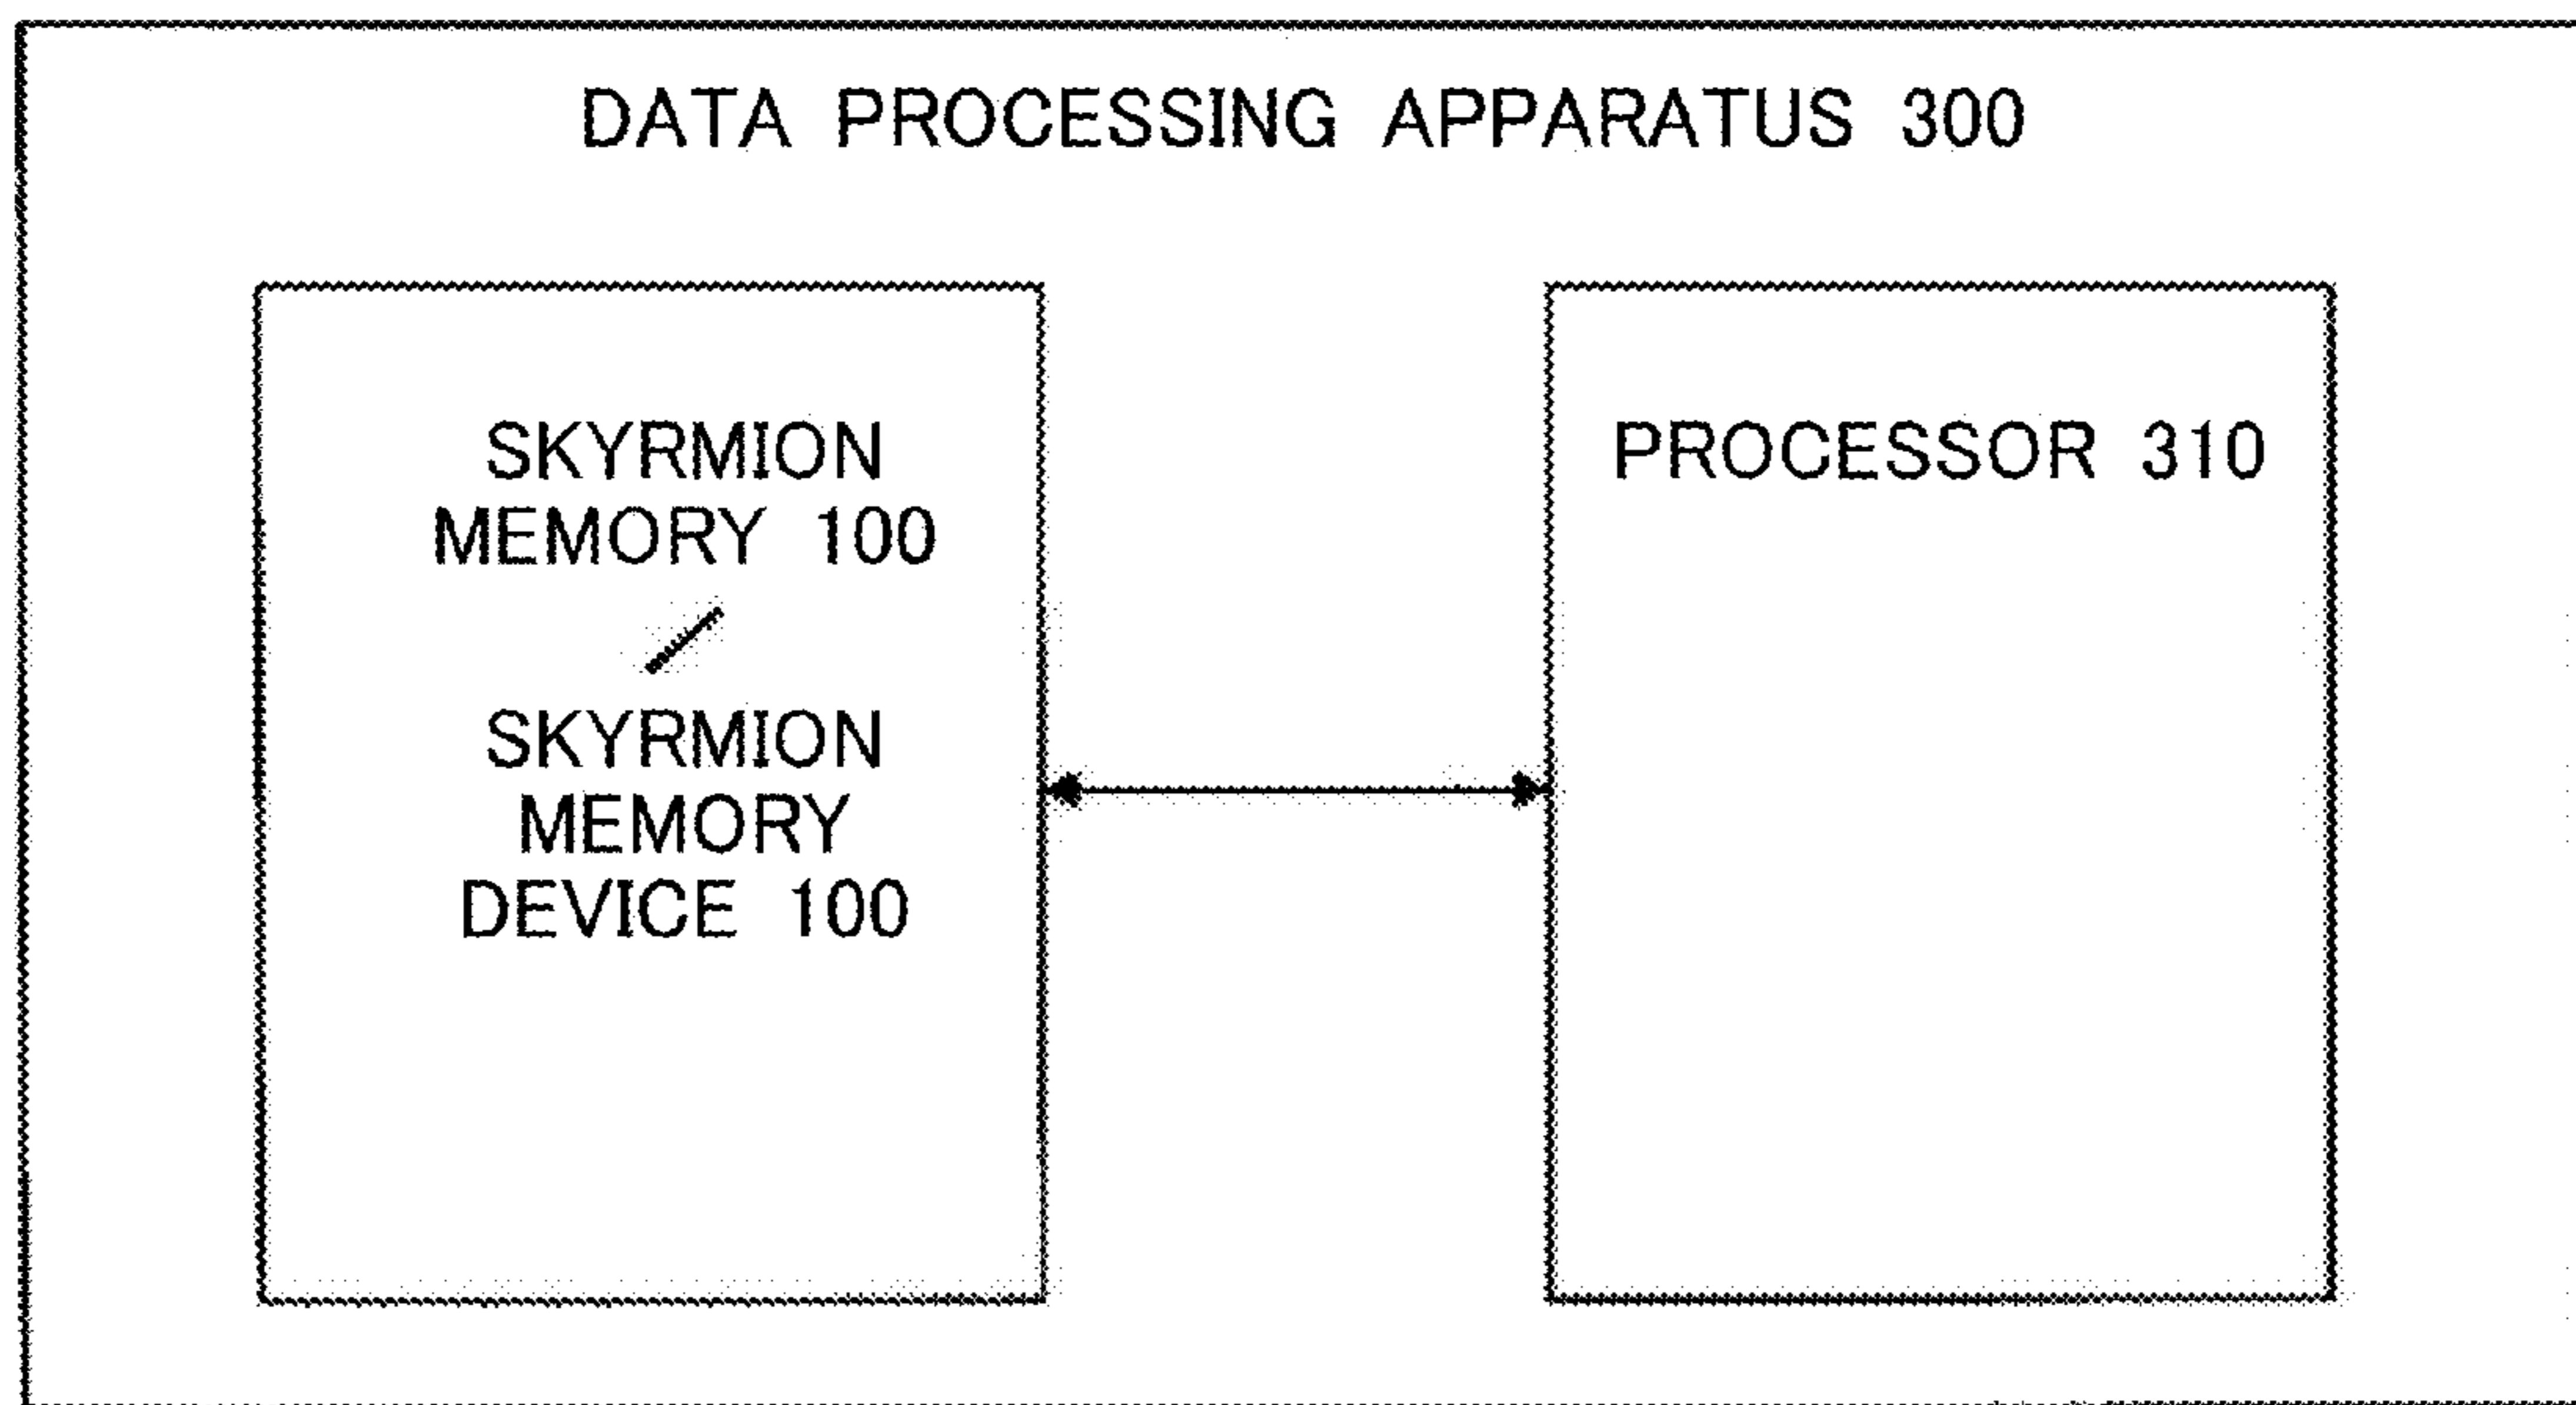 DATA PROCESSING APPARATUS 300
SKYRMION
MEMORY 100
/
SKYRMION
MEMORY
DEVICE 100
PROCESSOR 310